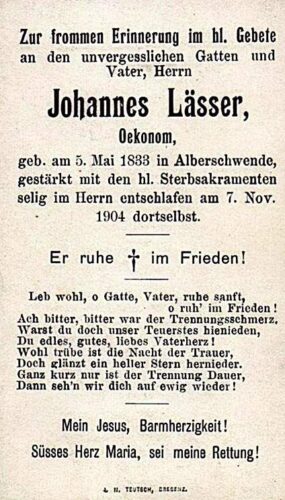 Zur frommen Erinnerung im hl. Gebete
an den unvergesslichen Gatten und
Vater, Herrn
Johannes Lässer,
Oekonom,
geb. am 5. Mai 1833 in Alberschwende,
gestärkt mit den hl. Sterbsakramenten
selig im Herrn entschlafen am 7. Nov.
1904 dortselbst.
Er ruhe † im Frieden!
Leb wohl, o Gatte, Vater, ruhe sanft,
o ruh' im Frieden!
Ach bitter, bitter war der Trennungsschmerz.
Warst du doch unser Teuerstes hienieden,
Du edles, gutes, liebes Vaterherz!
Wohl trübe ist die Nacht der Trauer,
Doch glänzt ein heller Stern hernieder.
Ganz kurz nur ist der Trennung Dauer,
Dann seh'n wir dich auf ewig wieder!
Mein Jesus, Barmherzigkeit!
Süsses Herz Maria, sei meine Rettung!
J. N. TEUTSCH, BREGENZ.